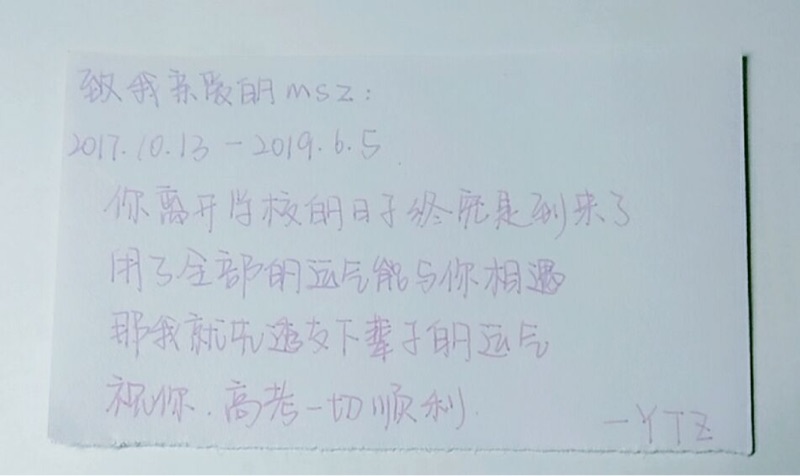 致我亲爱的msz:
2017.10.13-2019.6.5
你离开学校的日子终究是到来了
用了全部的运气能与你相遇
那我就先透支下辈子的运气
祝你.高考一切顺利.
—YTZ